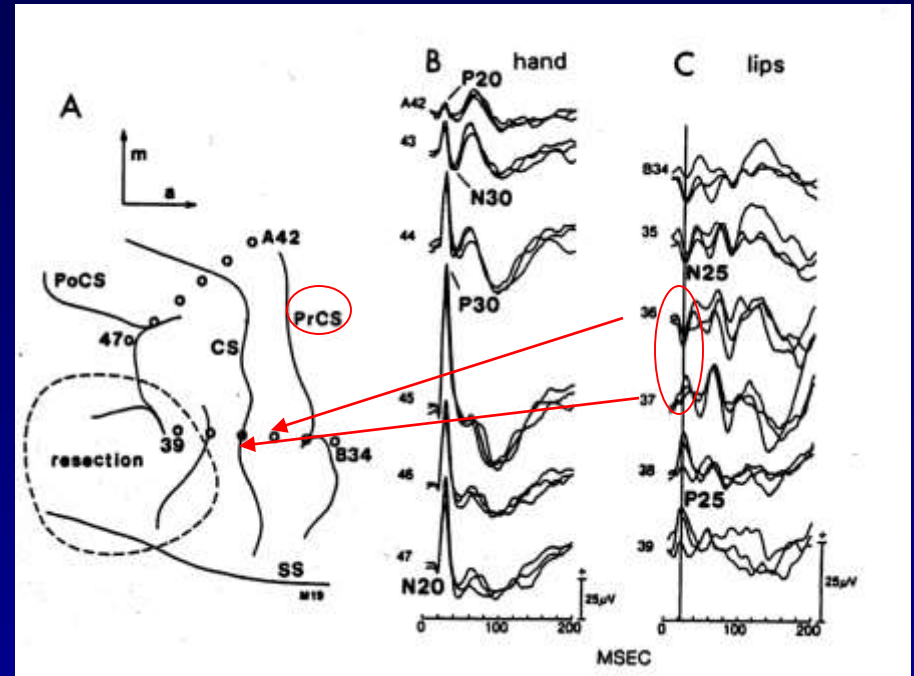 A
m
a
A42
PoCS
PrCS
47
CS
39
B34
resection
SS
M19
B hand
P20
A42
43
N30
44
P30
45
46
47
N20
+
25µV
0 100 200
C lips
B34
35
N25
36
37
38
P25
39
+
25µV
0 100 200
MSEC